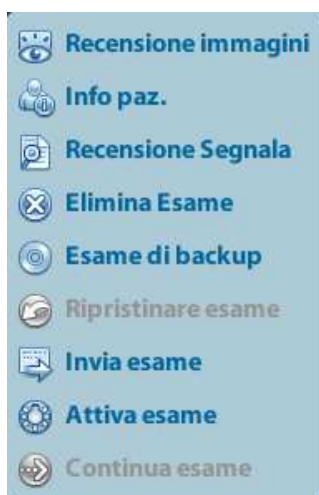 Recensione immagini
Info paz.
Recensione Segnala
Elimina Esame
Esame di backup
Ripristinare esame
Invia esame
Attiva esame
Continua esame